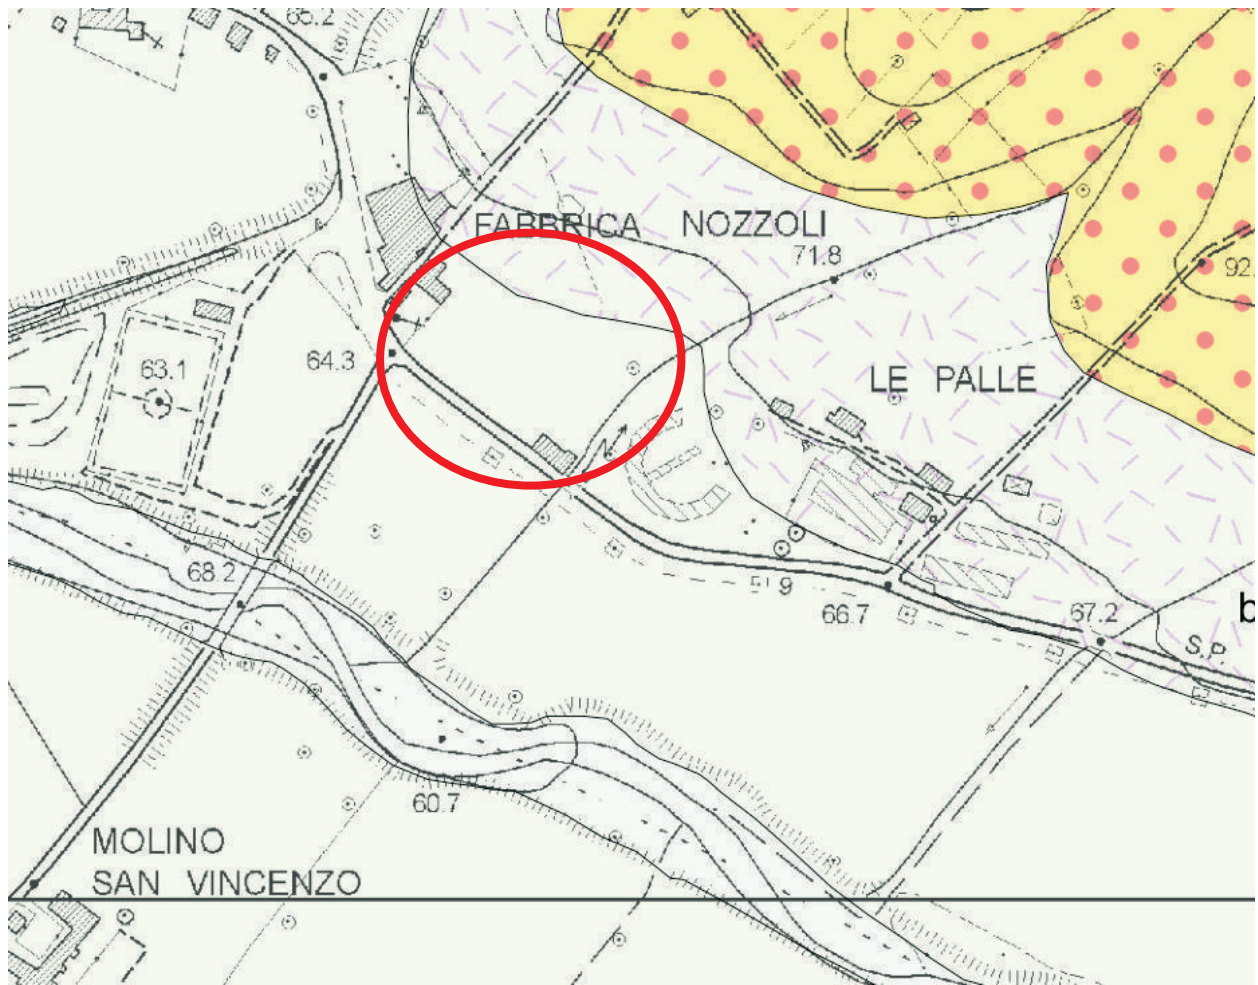 65.2
FABBRICA NOZZOLI
71.8
92.
64.3
63.1
LE PALLE
68.2
66.7
67.2
b
S.P.
60.7
MOLINO
SAN VINCENZO